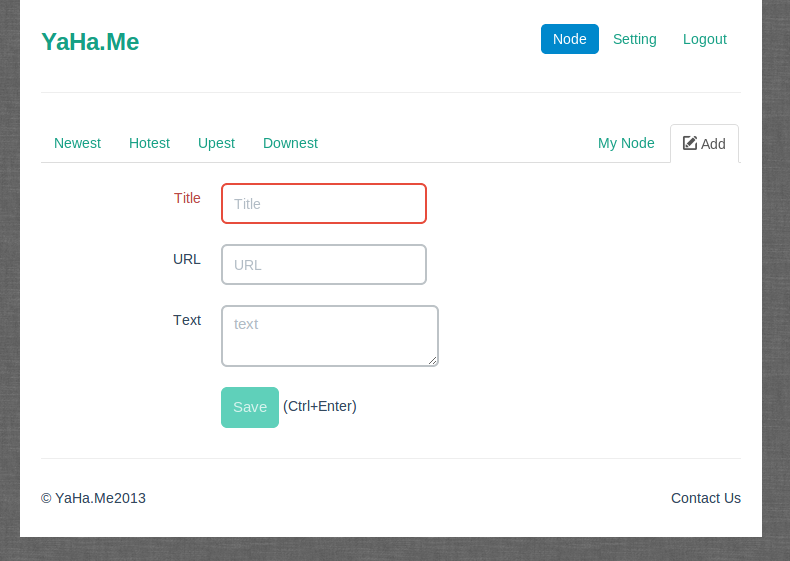 YaHa.Me Node Setting Logout
Newest Hotest Upest Downest My Node Add
Title Title
URL URL
Text text
Save (Ctrl+Enter)
© YaHa.Me2013 Contact Us